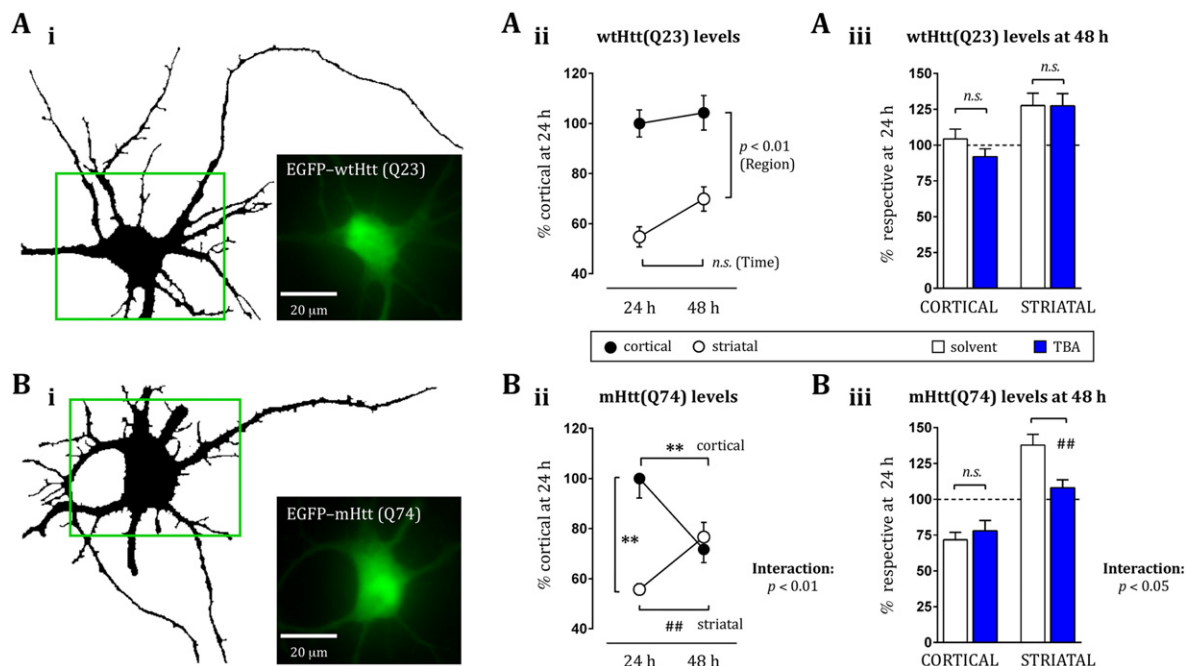 A i
EGFP–wtHtt (Q23)
20 µm
A ii wtHtt(Q23) levels
% cortical at 24 h
120
100
80
60
40
p < 0.01
(Region)
n.s. (Time)
24 h 48 h
A iii wtHtt(Q23) levels at 48 h
% respective at 24 h
150
125
100
75
50
25
0
n.s.
n.s.
CORTICAL STRIATAL
cortical striatal solvent TBA
B i
EGFP–mHtt (Q74)
20 µm
B ii mHtt(Q74) levels
% cortical at 24 h
120
100
80
60
40
** cortical
**
## striatal
Interaction:
p < 0.01
24 h 48 h
B iii mHtt(Q74) levels at 48 h
% respective at 24 h
150
125
100
75
50
25
0
n.s.
##
Interaction:
p < 0.05
CORTICAL STRIATAL